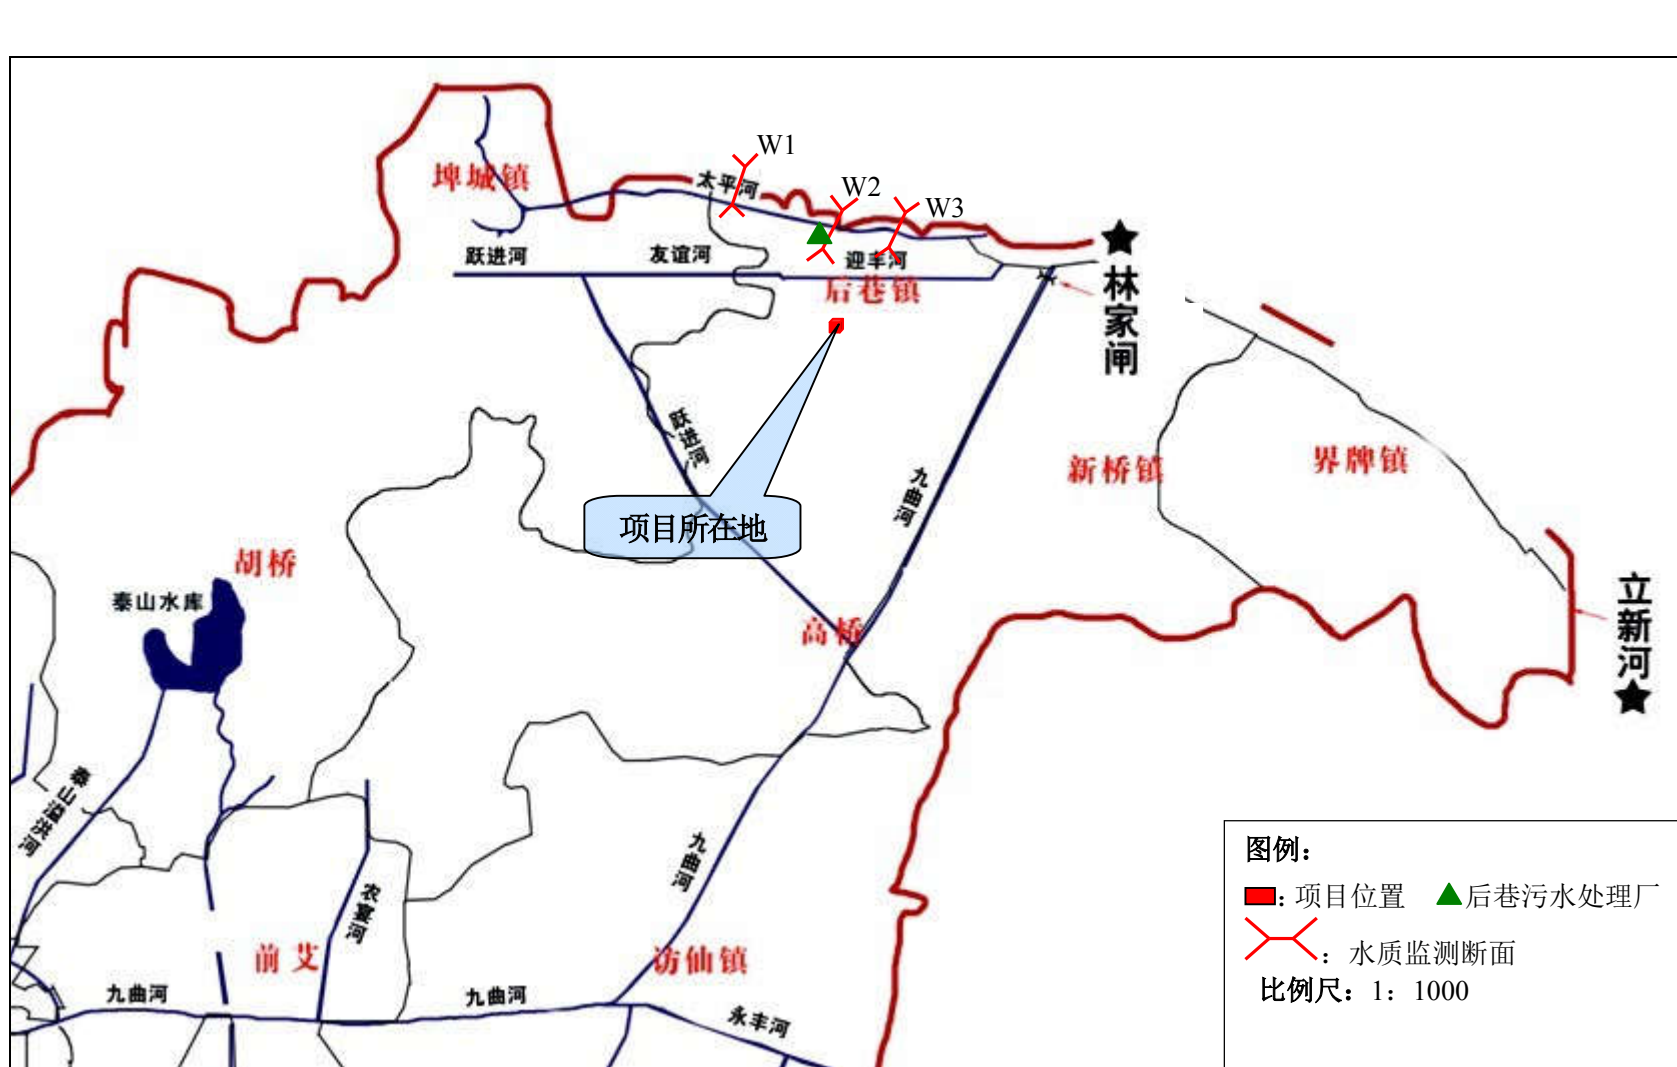 W1
埤城镇
太平河
W2
W3
跃进河
友谊河
迎丰河
后巷镇
林家闸
跃进河
九曲河
新桥镇
界牌镇
项目所在地
胡桥
泰山水库
高桥
立新河
泰山溢洪河
九曲河
农宴河
前艾
访仙镇
九曲河
九曲河
永丰河
图例：
：项目位置 后巷污水处理厂
：水质监测断面
比例尺：1：1000